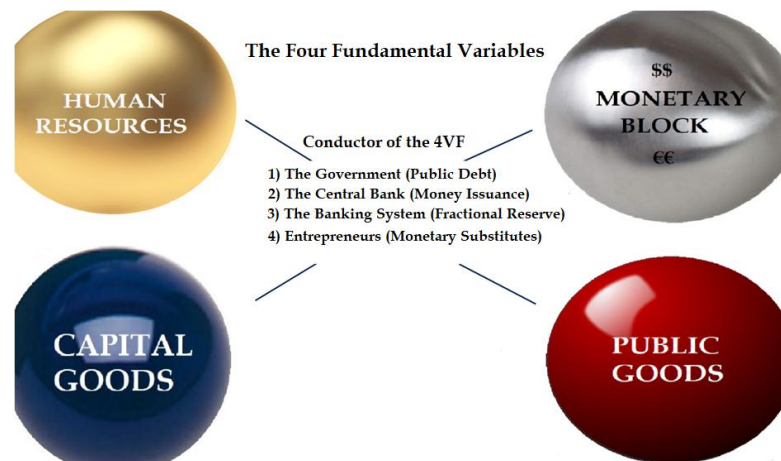 The Four Fundamental Variables
HUMAN
RESOURCES
$$
MONETARY
BLOCK
€€
Conductor of the 4VF
1) The Government (Public Debt)
2) The Central Bank (Money Issuance)
3) The Banking System (Fractional Reserve)
4) Entrepreneurs (Monetary Substitutes)
CAPITAL
GOODS
PUBLIC
GOODS